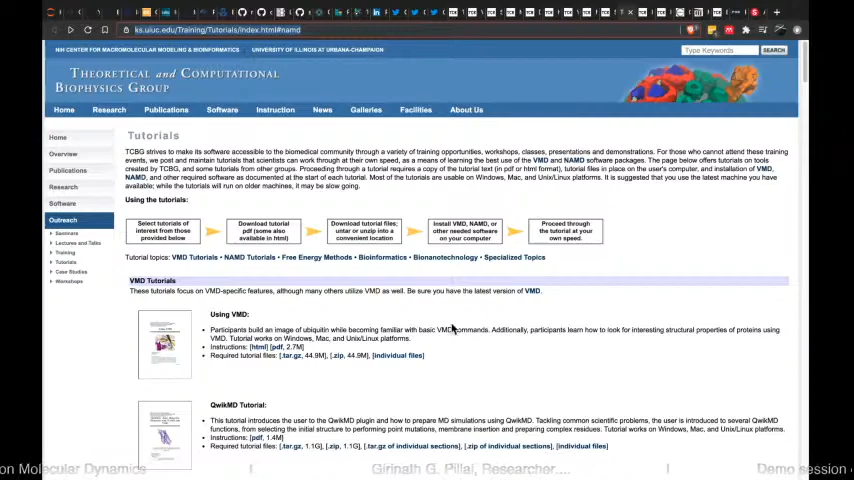 ks.uiuc.edu/Training/Tutorials/index.html#namd
NIH CENTER FOR MACROMOLECULAR MODELING & BIOINFORMATICS UNIVERSITY OF ILLINOIS AT URBANA-CHAMPAIGN
Type Keywords SEARCH
THEORETICAL and COMPUTATIONAL
BIOPHYSICS GROUP
Home Research Publications Software Instruction News Galleries Facilities About Us
Home
Overview
Publications
Research
Software
Outreach
Seminars
Lectures and Talks
Training
Tutorials
Case Studies
Workshops
Tutorials
TCBG strives to make its software accessible to the biomedical community through a variety of training opportunities, workshops, classes, presentations and demonstrations. For those who cannot attend these training
events, we post and maintain tutorials that scientists can work through at their own speed, as a means of learning the best use of the VMD and NAMD software packages. The page below offers tutorials on tools
created by TCBG, and some tutorials from other groups. Proceeding through a tutorial requires a copy of the tutorial text (in pdf or html format), tutorial files in place on the user's computer, and installation of VMD,
NAMD, and other required software as documented at the start of each tutorial. Most of the tutorials are usable on Windows, Mac, and Unix/Linux platforms. It is suggested that you use the latest machine you have
available; while the tutorials will run on older machines, it may be slow going.
Using the tutorials:
Select tutorials of
interest from those
provided below
Download tutorial
pdf (some also
available in html)
Download tutorial files;
untar or unzip into a
convenient location
Install VMD, NAMD, or
other needed software
on your computer
Proceed through
the tutorial at your
own speed.
Tutorial topics: VMD Tutorials • NAMD Tutorials • Free Energy Methods • Bioinformatics • Bionanotechnology • Specialized Topics
VMD Tutorials
These tutorials focus on VMD-specific features, although many others utilize VMD as well. Be sure you have the latest version of VMD.
Using VMD:
• Participants build an image of ubiquitin while becoming familiar with basic VMD commands. Additionally, participants learn how to look for interesting structural properties of proteins using
VMD. Tutorial works on Windows, Mac, and Unix/Linux platforms.
• Instructions: [html] [pdf, 2.7M]
• Required tutorial files: [.tar.gz, 44.9M], [.zip, 44.9M], [individual files]
QwikMD Tutorial:
• This tutorial introduces the user to the QwikMD plugin and how to prepare MD simulations using QwikMD. Tackling common scientific problems, the user is introduced to several QwikMD
functions, from selecting the initial structure to performing point mutations, membrane insertion and preparing complex residues. Tutorial works on Windows, Mac, and Unix/Linux platforms.
• Instructions: [pdf, 1.4M]
• Required tutorial files: [.tar.gz, 1.1G], [.zip, 1.1G], [.tar.gz of individual sections], [.zip of individual sections], [individual files]
on Molecular Dynamics | Girinath G. Pillai, Researcher.... | Demo session